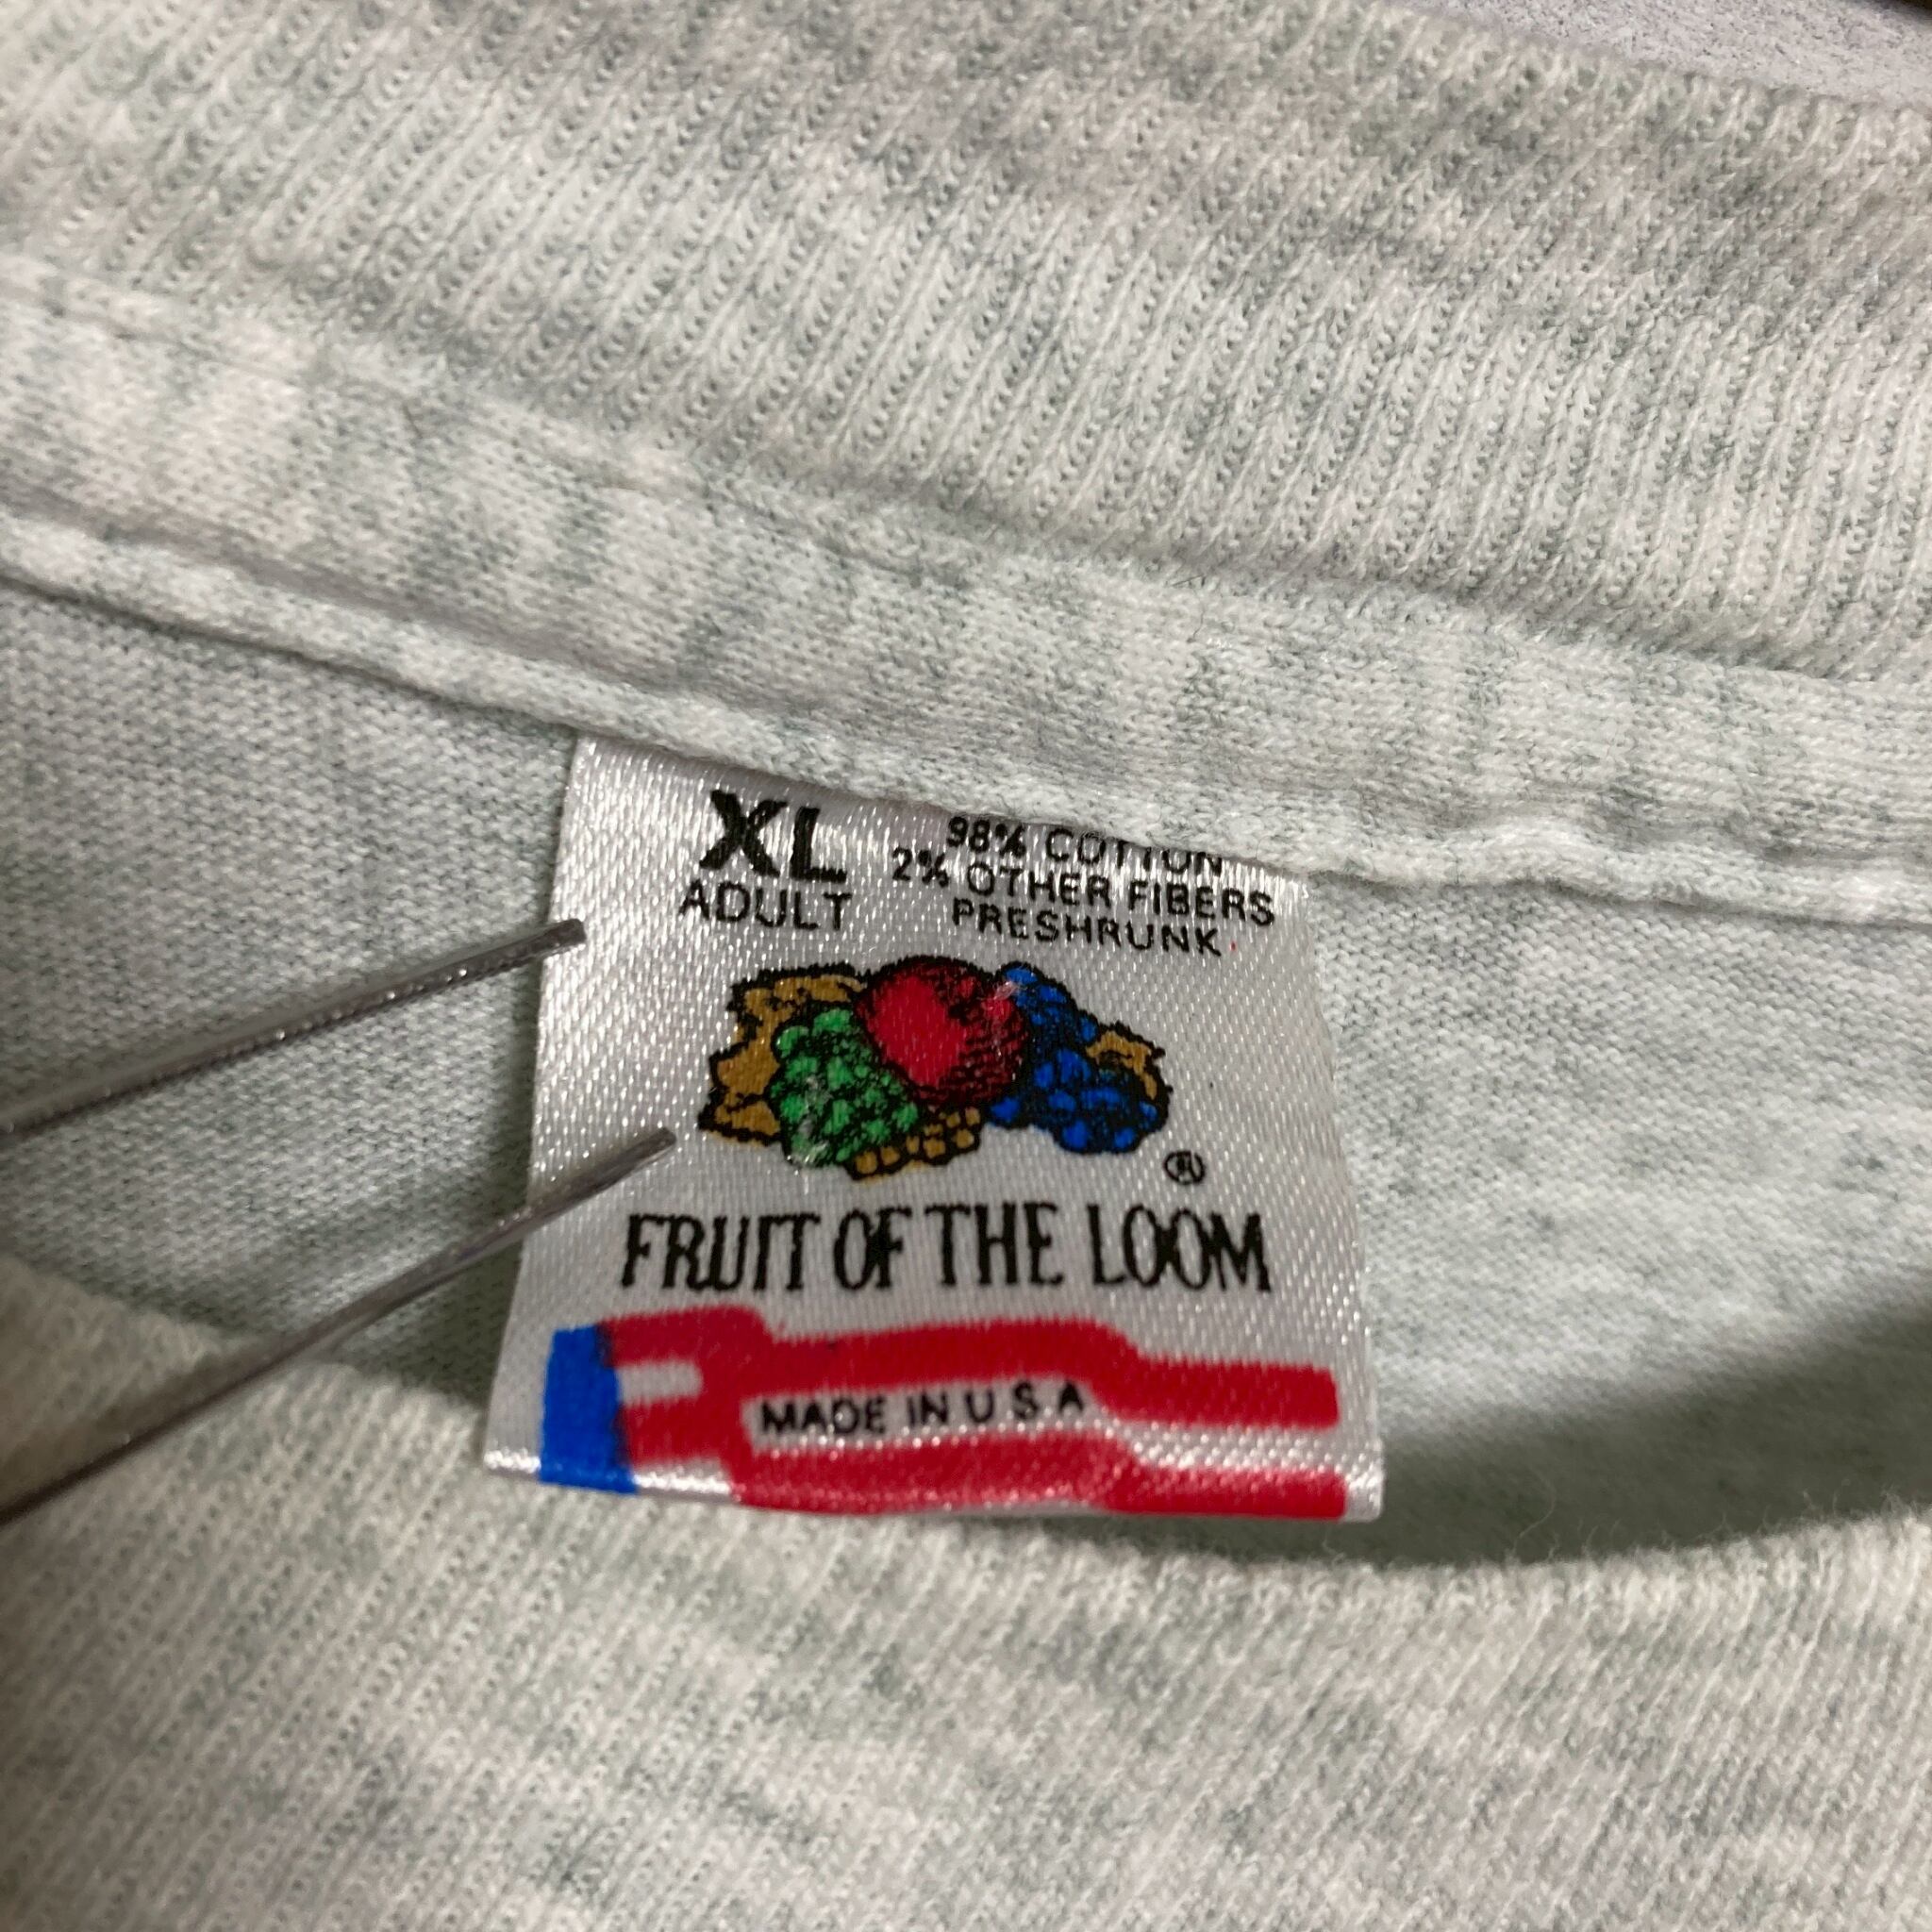 XL
ADULT
98% COTTON
2% OTHER FIBERS
PRESHRUNK
®
FRUIT OF THE LOOM
MADE IN U S A